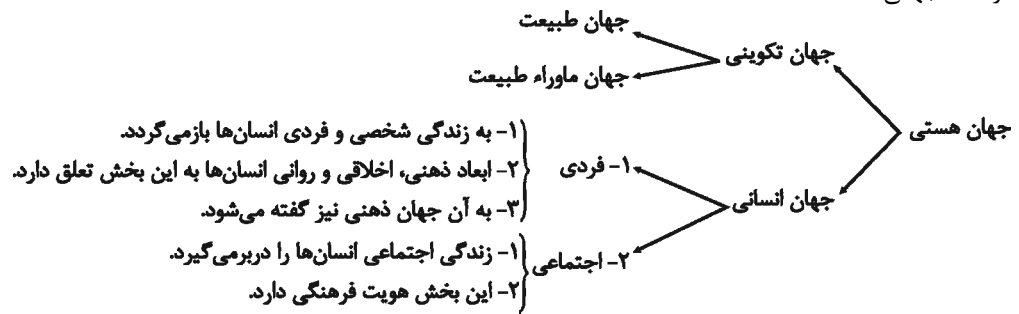 جهان هستی
جهان تکوینی
جهان طبیعت
جهان ماوراء طبیعت
جهان انسانی
۱- فردی
۱- به زندگی شخصی و فردی انسان‌ها بازمی‌گردد.
۲- ابعاد ذهنی، اخلاقی و روانی انسان‌ها به این بخش تعلق دارد.
۳- به آن جهان ذهنی نیز گفته می‌شود.
۲- اجتماعی
۱- زندگی اجتماعی انسان‌ها را دربرمی‌گیرد.
۲- این بخش هویت فرهنگی دارد.